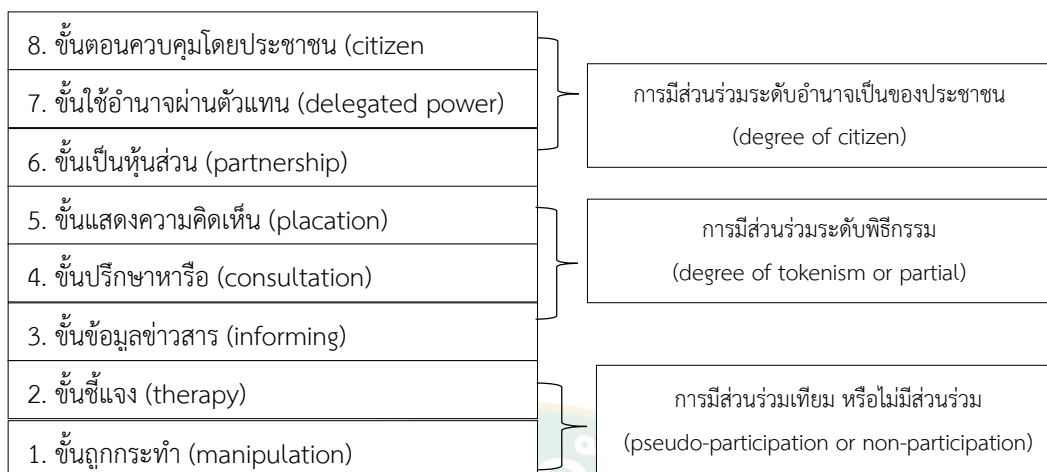 8. ขั้นตอนควบคุมโดยประชาชน (citizen
7. ขั้นใช้อำนาจผ่านตัวแทน (delegated power)
6. ขั้นเป็นหุ้นส่วน (partnership)
5. ขั้นแสดงความคิดเห็น (placation)
4. ขั้นปรึกษาหารือ (consultation)
3. ขั้นข้อมูลข่าวสาร (informing)
2. ขั้นชี้แจง (therapy)
1. ขั้นถูกกระทำ (manipulation)
การมีส่วนร่วมระดับอำนาจเป็นของประชาชน
(degree of citizen)
การมีส่วนร่วมระดับพิธีกรรม
(degree of tokenism or partial)
การมีส่วนร่วมเทียม หรือไม่มีส่วนร่วม
(pseudo-participation or non-participation)